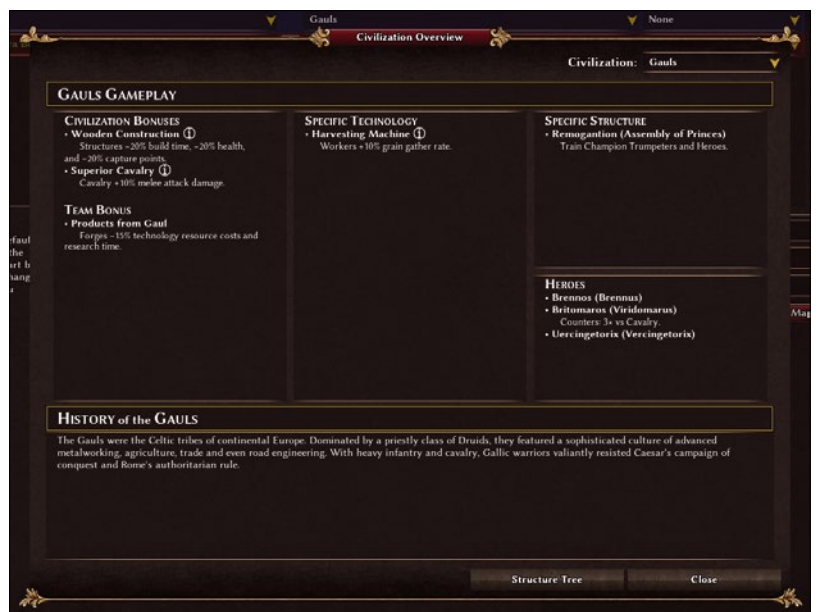 Gauls
None
Civilization Overview
Civilization: Gauls
GAULS GAMEPLAY
CIVILIZATION BONUSES
• Wooden Construction
Structures −20% build time, −20% health,
and −20% capture points.
• Superior Cavalry
Cavalry +10% melee attack damage.
TEAM BONUS
• Products from Gaul
Forges −15% technology resource costs and
research time.
SPECIFIC TECHNOLOGY
• Harvesting Machine
Workers +10% grain gather rate.
SPECIFIC STRUCTURE
• Remogantion (Assembly of Princes)
Train Champion Trumpeters and Heroes.
HEROES
• Brennos (Brennus)
• Britomaros (Viridomarus)
Counters: 3× vs Cavalry.
• Uercingetorix (Vercingetorix)
efaul
the
art b
hang
Map
HISTORY of the GAULS
The Gauls were the Celtic tribes of continental Europe. Dominated by a priestly class of Druids, they featured a sophisticated culture of advanced
metalworking, agriculture, trade and even road engineering. With heavy infantry and cavalry, Gallic warriors valiantly resisted Caesar's campaign of
conquest and Rome's authoritarian rule.
Structure Tree
Close